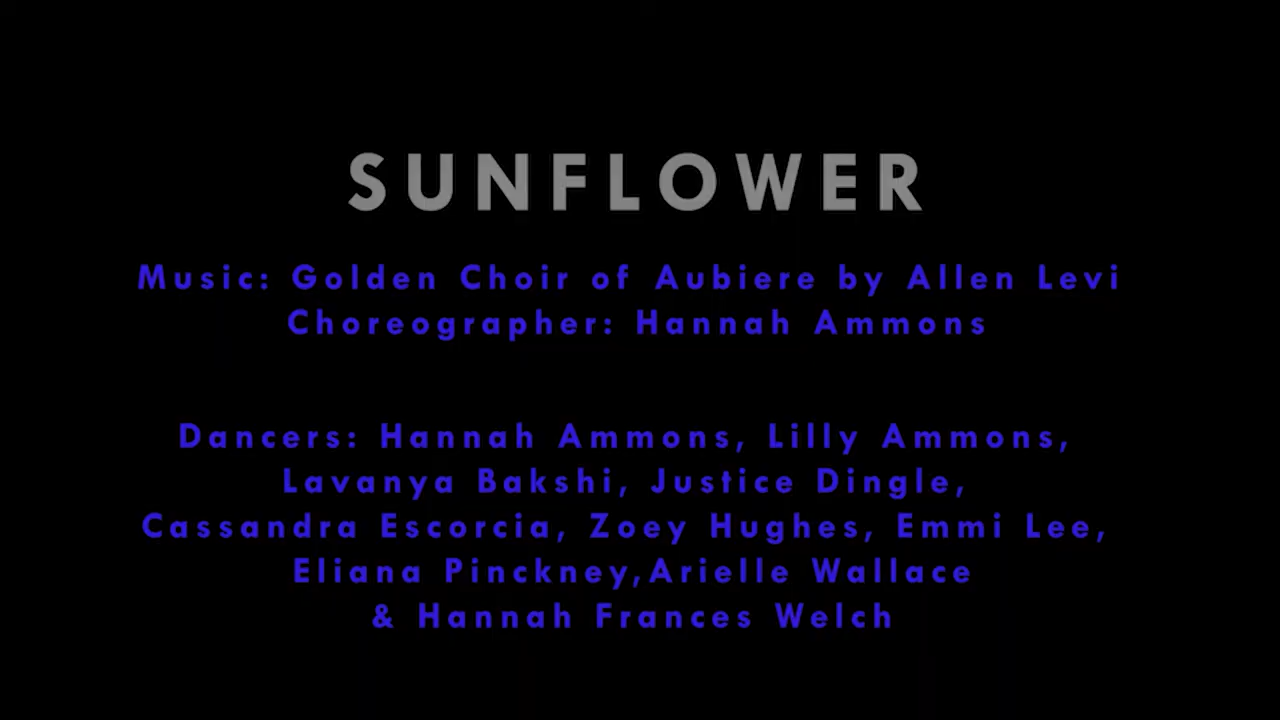 SUNFLOWER
Music: Golden Choir of Aubiere by Allen Levi
Choreographer: Hannah Ammons
Dancers: Hannah Ammons, Lilly Ammons,
Lavanya Bakshi, Justice Dingle,
Cassandra Escorcia, Zoey Hughes, Emmi Lee,
Eliana Pinckney,Arielle Wallace
& Hannah Frances Welch